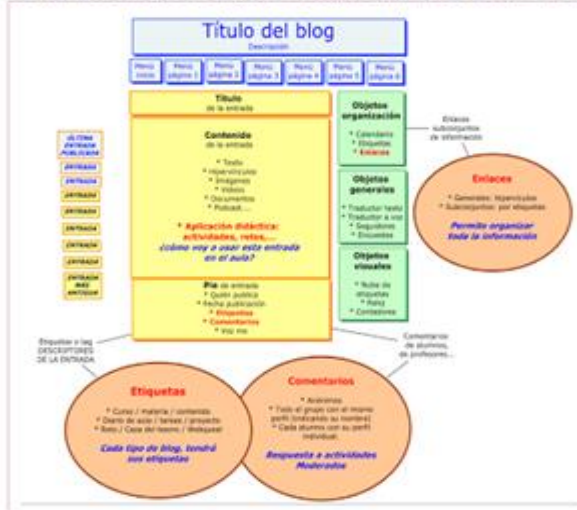 Título del blog
Descripción
Menú inicio
Menú página 1
Menú página 2
Menú página 3
Menú página 4
Menú página 5
Menú página 6
Título
de la entrada
Contenido
de la entrada
* Texto
* Hipervínculos
* Imágenes
* Vídeos
* Documentos
* Podcast...
* Aplicación didáctica:
actividades, retos,...
¿cómo voy a usar esta entrada
en el aula?
Pie de entrada
* Quién publica
* Fecha publicación
* Etiquetas
* Comentarios
* Voz me
Objetos
organización
* Calendario
* Etiquetas
* Enlaces
Objetos
generales
* Traductor texto
* Traductor a voz
* Seguidores
* Encuestas
Objetos
visuales
* Nube de
etiquetas
* Reloj
* Contadores
ÚLTIMA
ENTRADA
PUBLICADA
ENTRADA
ENTRADA
ENTRADA
ENTRADA
ENTRADA
ENTRADA
ENTRADA
ENTRADA
MÁS
ANTIGUA
Enlaces
subconjuntos
de información
Enlaces
* Generales: hipervículos
* Subconjuntos: por etiquetas
Permite organizar
toda la información
Etiquetas o tag
DESCRIPTORES
DE LA ENTRADA
Comentarios
de alumnos,
de profesores...
Etiquetas
* Curso / materia / contenido
* Diario de aula / tareas / proyecto
* Reto / Caza del tesoro / Webquest
Cada tipo de blog, tendrá
sus etiquetas
Comentarios
* Anónimos
* Todo el grupo con el mismo
perfil (indicando su nombre)
* Cada alumno con su perfil
individual.
Respuesta a actividades
Moderados